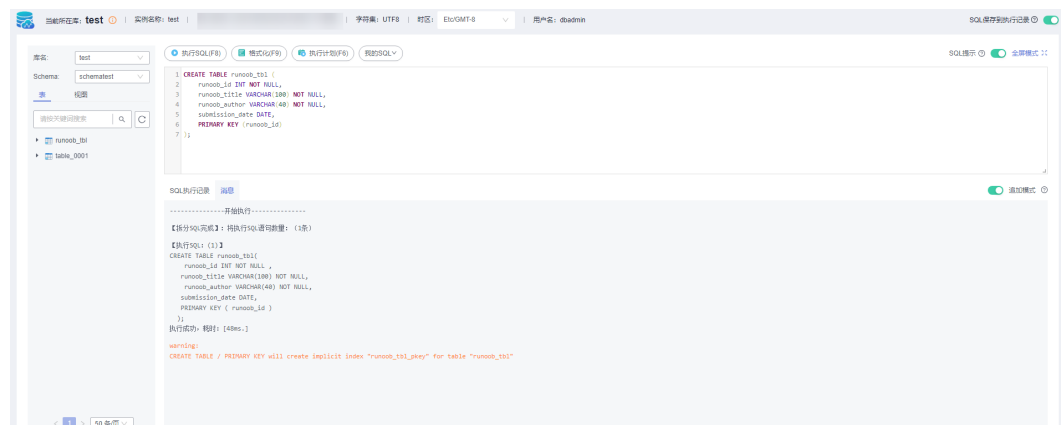 当前所在库: test | 实例名称: test | | 字符集: UTF8 | 时区: Etc/GMT-8 | 用户名: dbadmin SQL保存到执行记录
库名: test 执行SQL(F8) 格式化(F9) 执行计划(F6) 我的SQL SQL提示 全屏模式
Schema: schematest
表 视图
请按关键词搜索
runoob_tbl
table_0001
1 CREATE TABLE runoob_tbl (
2 runoob_id INT NOT NULL,
3 runoob_title VARCHAR(100) NOT NULL,
4 runoob_author VARCHAR(40) NOT NULL,
5 submission_date DATE,
6 PRIMARY KEY (runoob_id)
7 );
SQL执行记录 消息 追加模式
---------------开始执行---------------
【拆分SQL完成】: 将执行SQL语句数量: (1条)
【执行SQL: (1)】
CREATE TABLE runoob_tbl(
runoob_id INT NOT NULL ,
runoob_title VARCHAR(100) NOT NULL,
runoob_author VARCHAR(40) NOT NULL,
submission_date DATE,
PRIMARY KEY ( runoob_id )
);
执行成功, 耗时: [48ms.]
warning:
CREATE TABLE / PRIMARY KEY will create implicit index "runoob_tbl_pkey" for table "runoob_tbl"
1 50 条/页